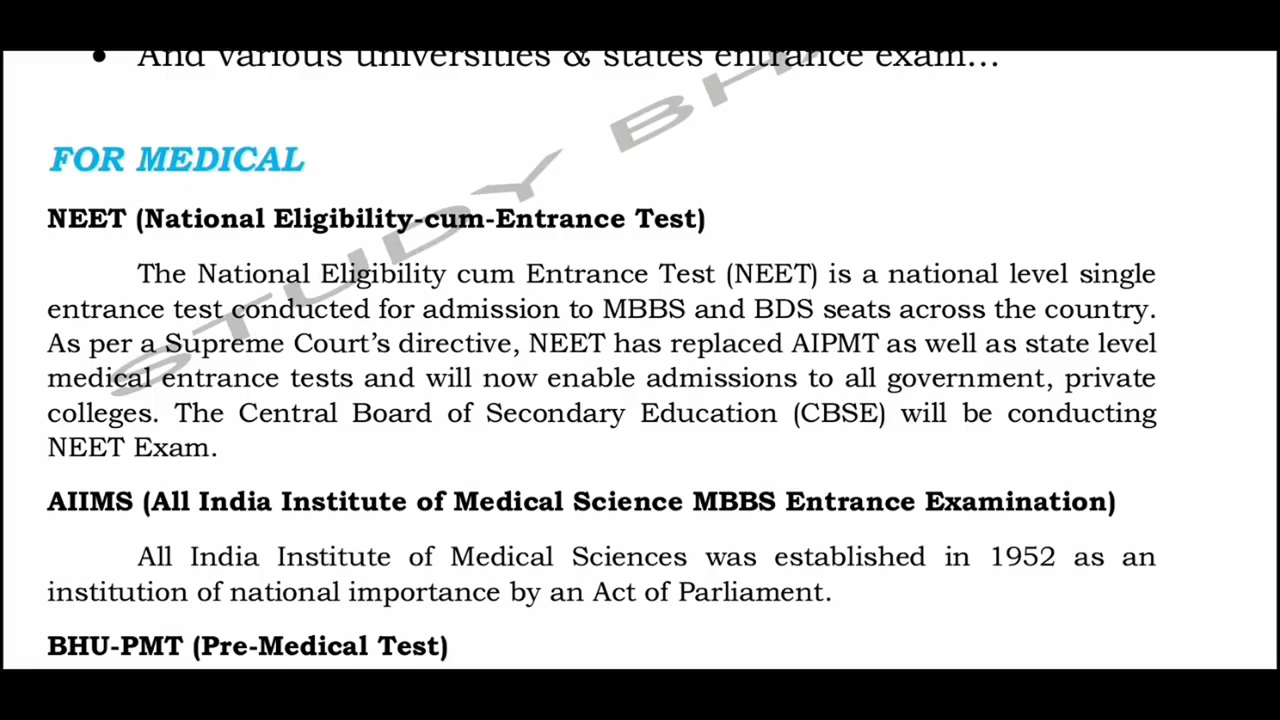 • And various universities & states entrance exam...
STUDY BH
FOR MEDICAL
NEET (National Eligibility-cum-Entrance Test)
The National Eligibility cum Entrance Test (NEET) is a national level single
entrance test conducted for admission to MBBS and BDS seats across the country.
As per a Supreme Court's directive, NEET has replaced AIPMT as well as state level
medical entrance tests and will now enable admissions to all government, private
colleges. The Central Board of Secondary Education (CBSE) will be conducting
NEET Exam.
AIIMS (All India Institute of Medical Science MBBS Entrance Examination)
All India Institute of Medical Sciences was established in 1952 as an
institution of national importance by an Act of Parliament.
BHU-PMT (Pre-Medical Test)